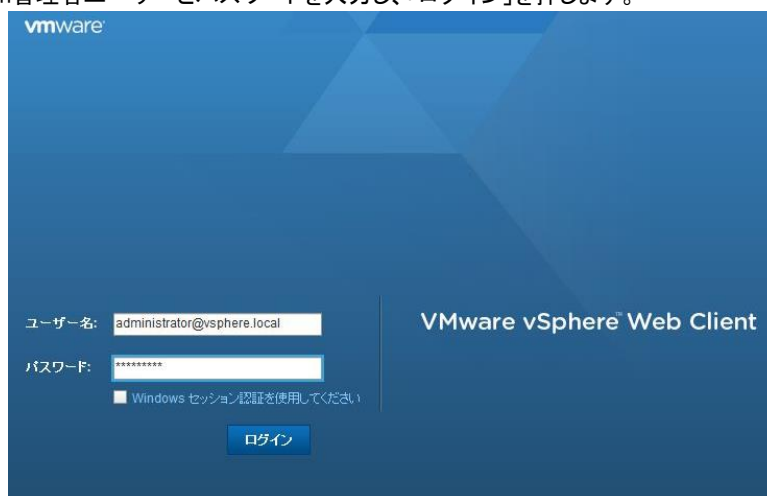 管理者ユーザーとパスワードを入力し、「ログイン」を押します。
vmware
ユーザー名: administrator@vsphere.local
VMware vSphere™ Web Client
パスワード: *********
Windows セッション認証を使用してください
ログイン